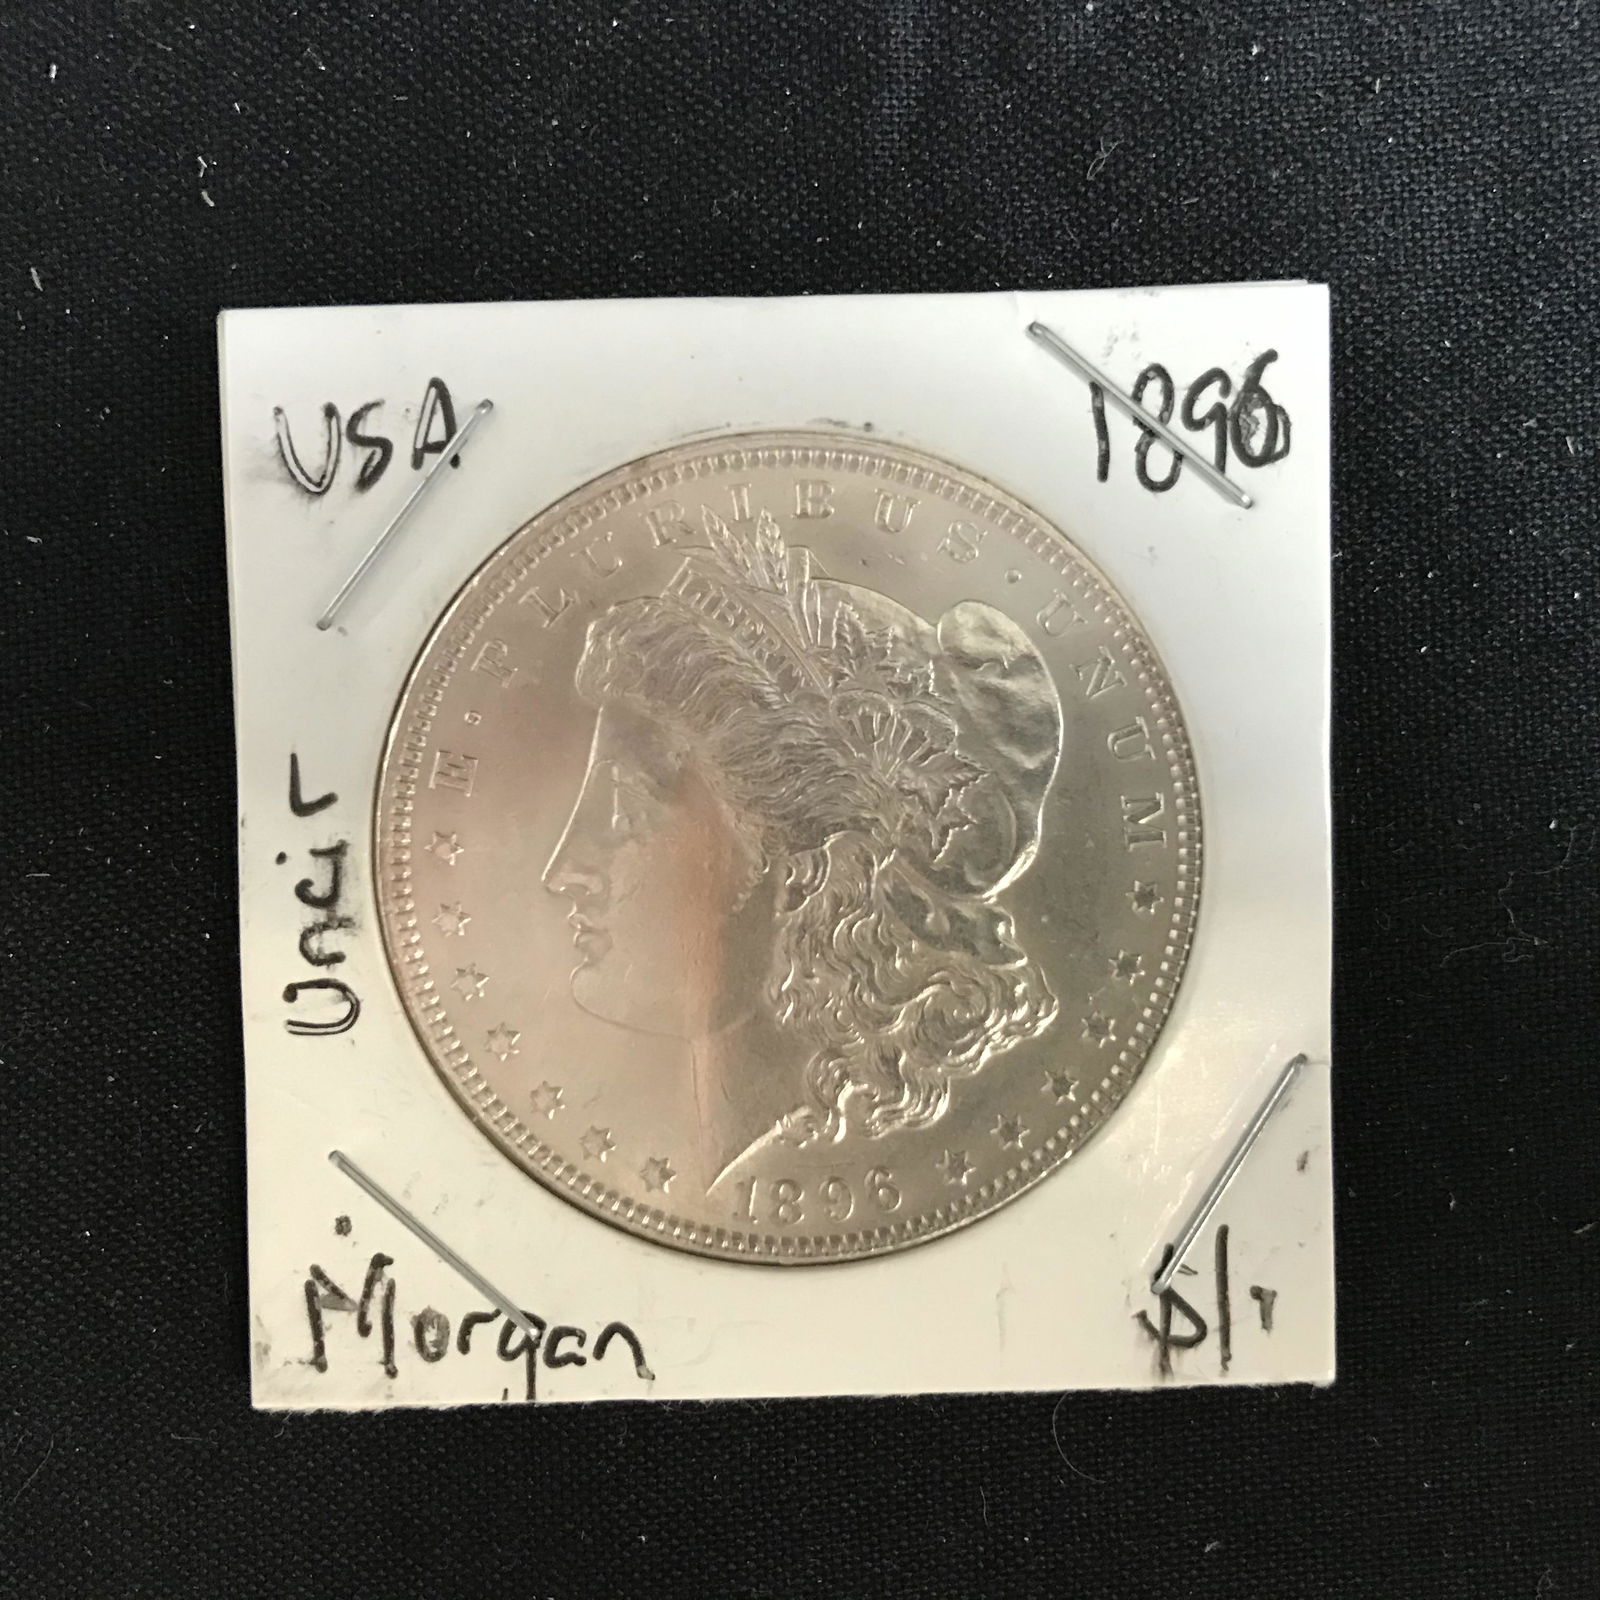 USA
1896
Uncir
E · PLURIBUS · UNUM
LIBERTY
1896
Morgan
$1.